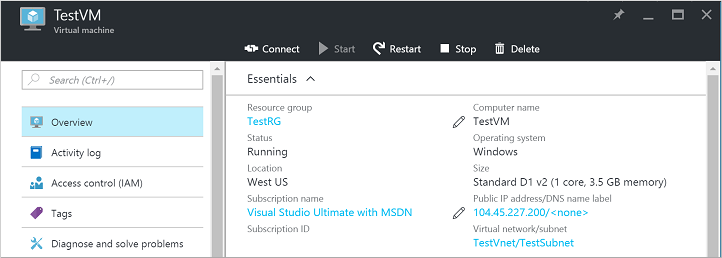 TestVM
Virtual machine
Connect Start Restart Stop Delete
Search (Ctrl+/)
Overview
Activity log
Access control (IAM)
Tags
Diagnose and solve problems
Essentials
Resource group
TestRG
Status
Running
Location
West US
Subscription name
Visual Studio Ultimate with MSDN
Subscription ID
Computer name
TestVM
Operating system
Windows
Size
Standard D1 v2 (1 core, 3.5 GB memory)
Public IP address/DNS name label
104.45.227.200/<none>
Virtual network/subnet
TestVnet/TestSubnet